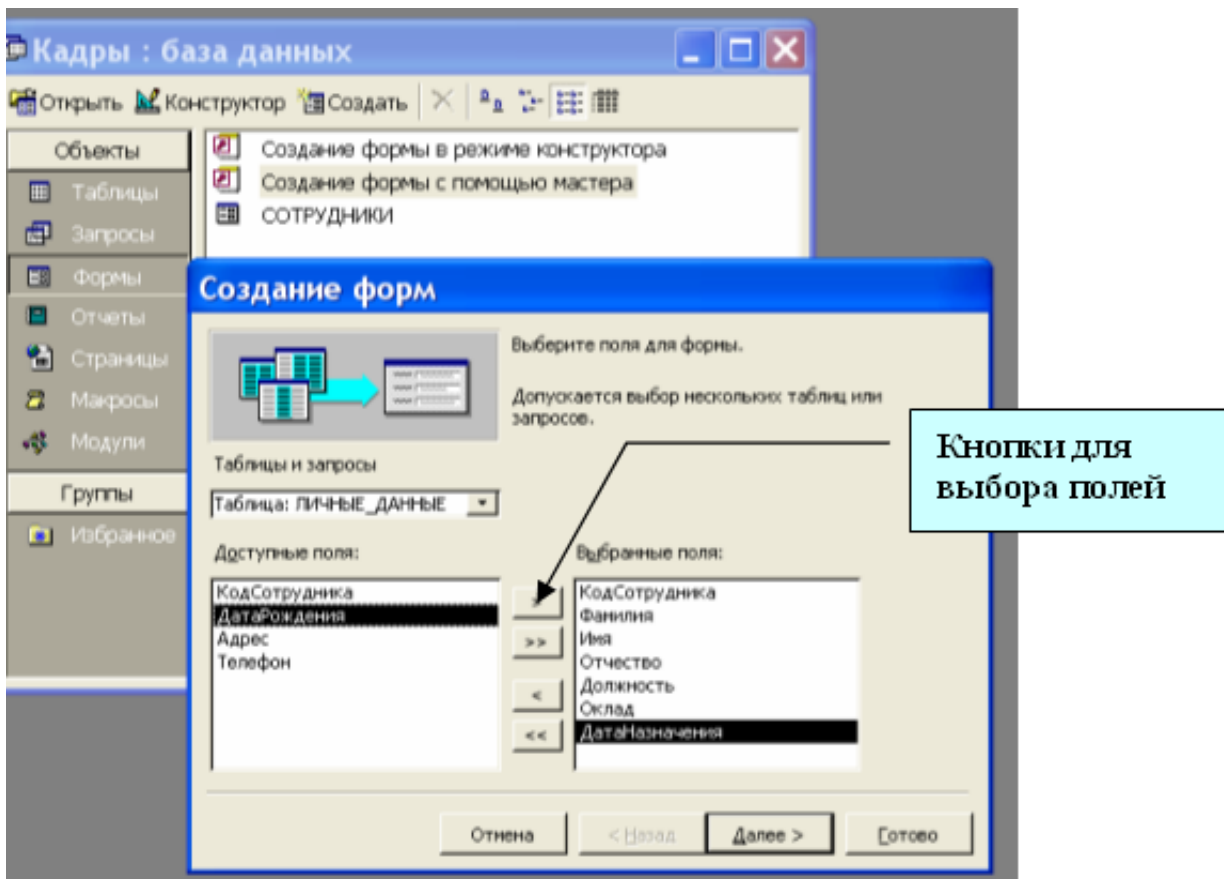 Кадры : база данных
Открыть Конструктор Создать
Объекты
Таблицы
Запросы
Формы
Отчеты
Страницы
Макросы
Модули
Группы
Избранное
Создание формы в режиме конструктора
Создание формы с помощью мастера
СОТРУДНИКИ
Создание форм
Выберите поля для формы.
Допускается выбор нескольких таблиц или
запросов.
Кнопки для
выбора полей
Таблицы и запросы
Таблица: ЛИЧНЫЕ_ДАННЫЕ
Доступные поля:
КодСотрудника
ДатаРождения
Адрес
Телефон
>
>>
<
<<
Выбранные поля:
КодСотрудника
Фамилия
Имя
Отчество
Должность
Оклад
ДатаНазначения
Отмена
< Назад
Далее >
Готово